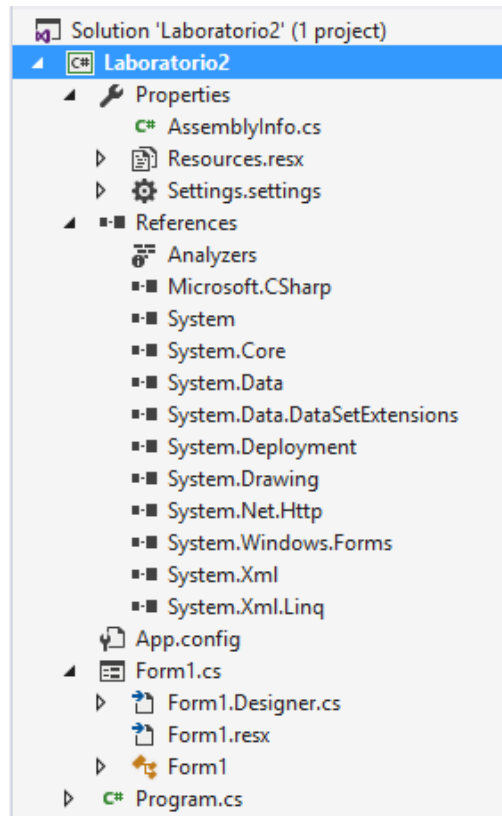 Solution 'Laboratorio2' (1 project)
C# Laboratorio2
Properties
C# AssemblyInfo.cs
Resources.resx
Settings.settings
References
Analyzers
Microsoft.CSharp
System
System.Core
System.Data
System.Data.DataSetExtensions
System.Deployment
System.Drawing
System.Net.Http
System.Windows.Forms
System.Xml
System.Xml.Linq
App.config
Form1.cs
Form1.Designer.cs
Form1.resx
Form1
C# Program.cs